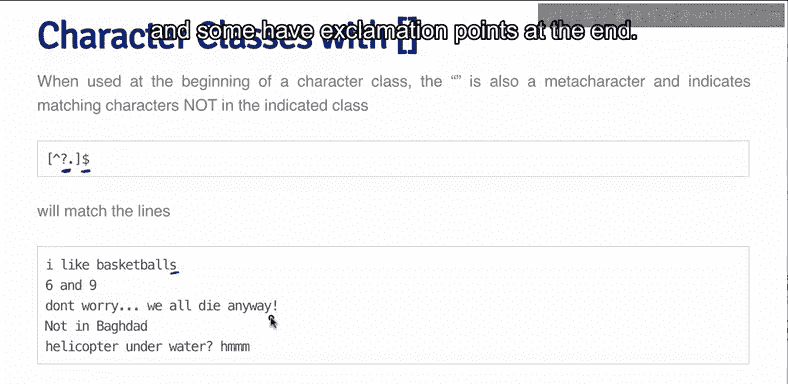 Character Classes with []
and some have exclamation points at the end.
When used at the beginning of a character class, the “” is also a metacharacter and indicates
matching characters NOT in the indicated class
[^?.]$
will match the lines
i like basketballs
6 and 9
dont worry... we all die anyway!
Not in Baghdad
helicopter under water? hmmm